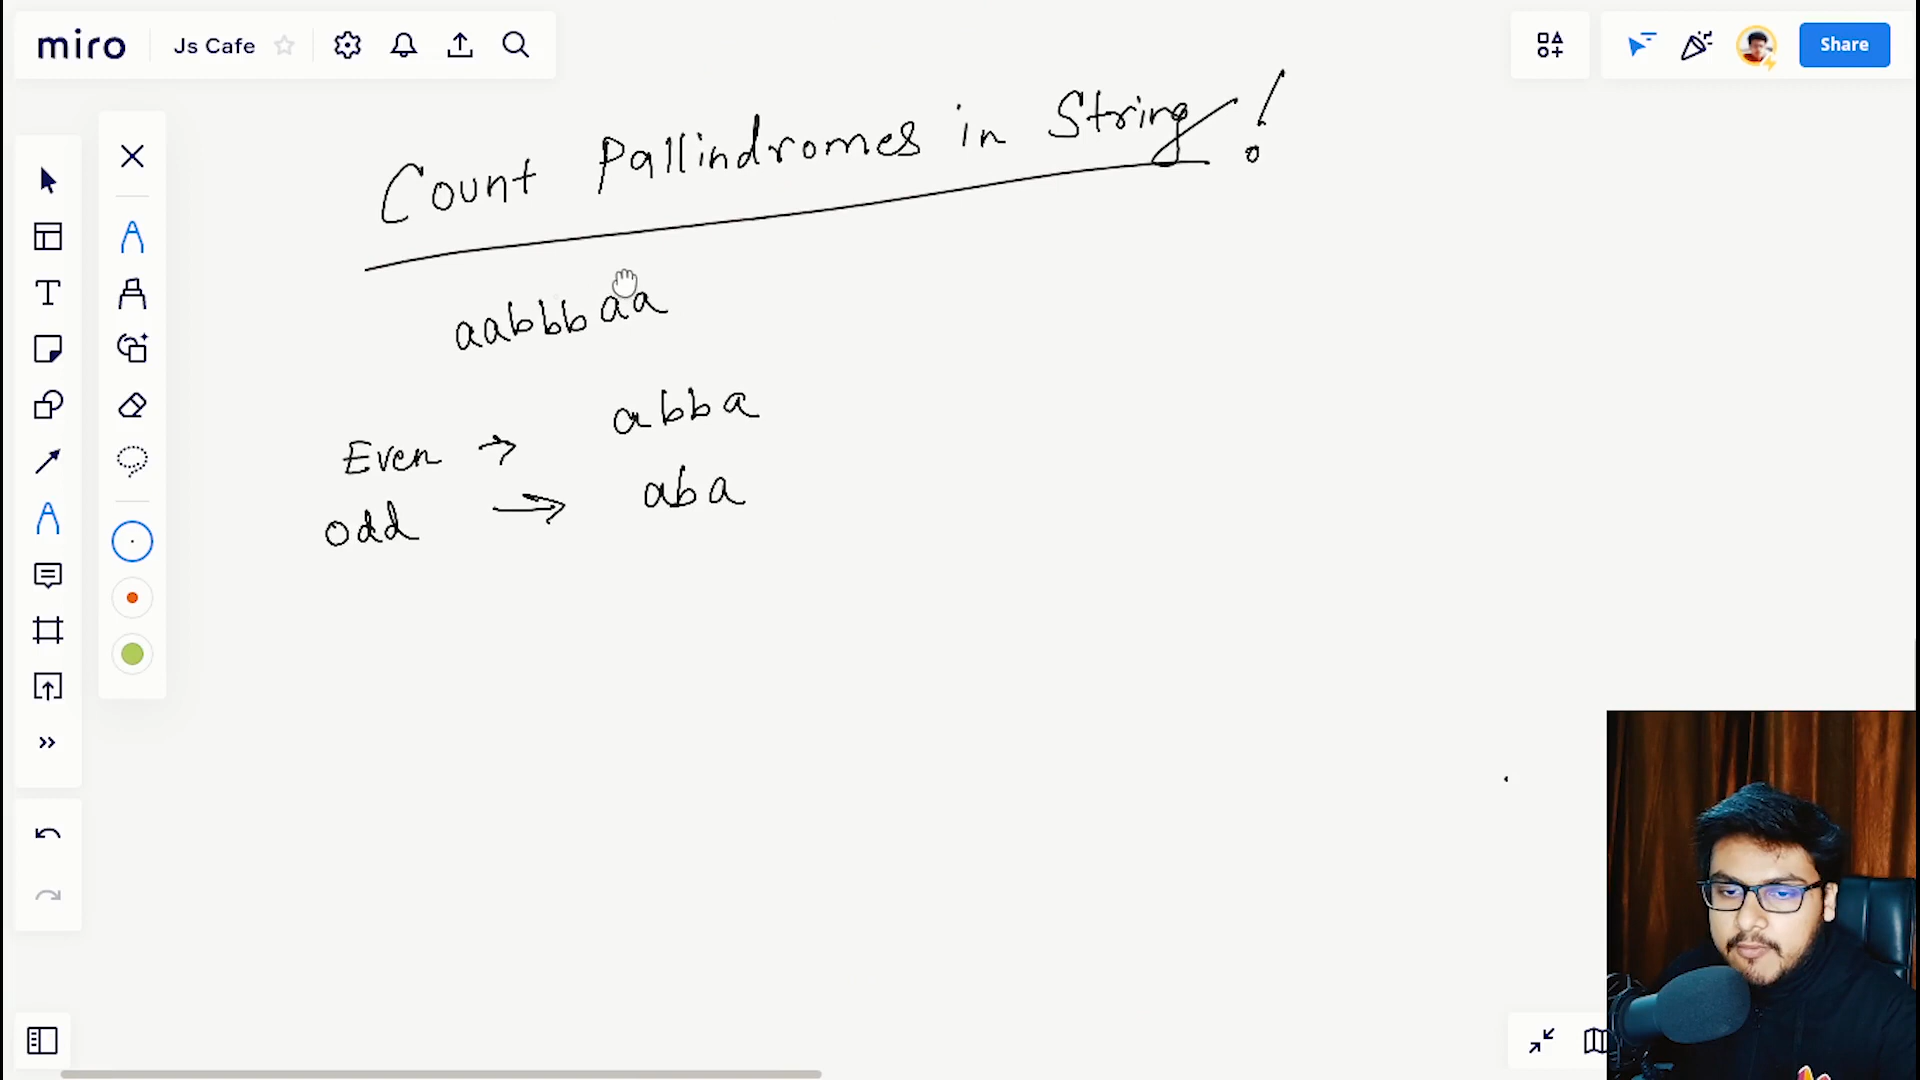 miro Js Cafe Share
Count Pallindromes in String!
aabbbaa
Even → abba
odd → aba